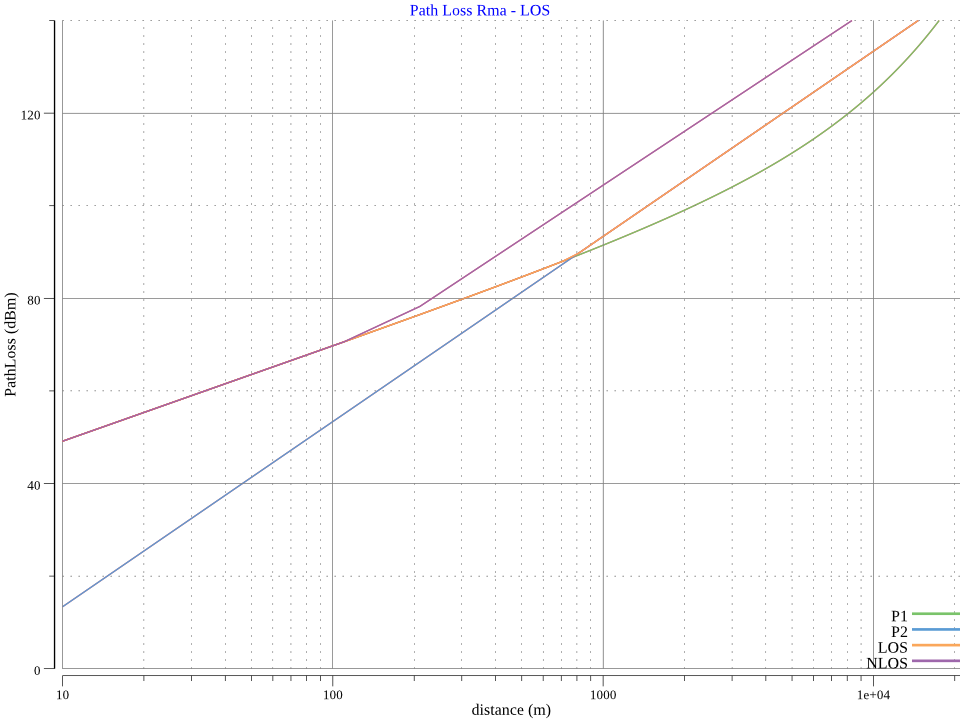 Path Loss Rma - LOS
120
80
40
0
PathLoss (dBm)
10
100
1000
1e+04
distance (m)
P1
P2
LOS
NLOS